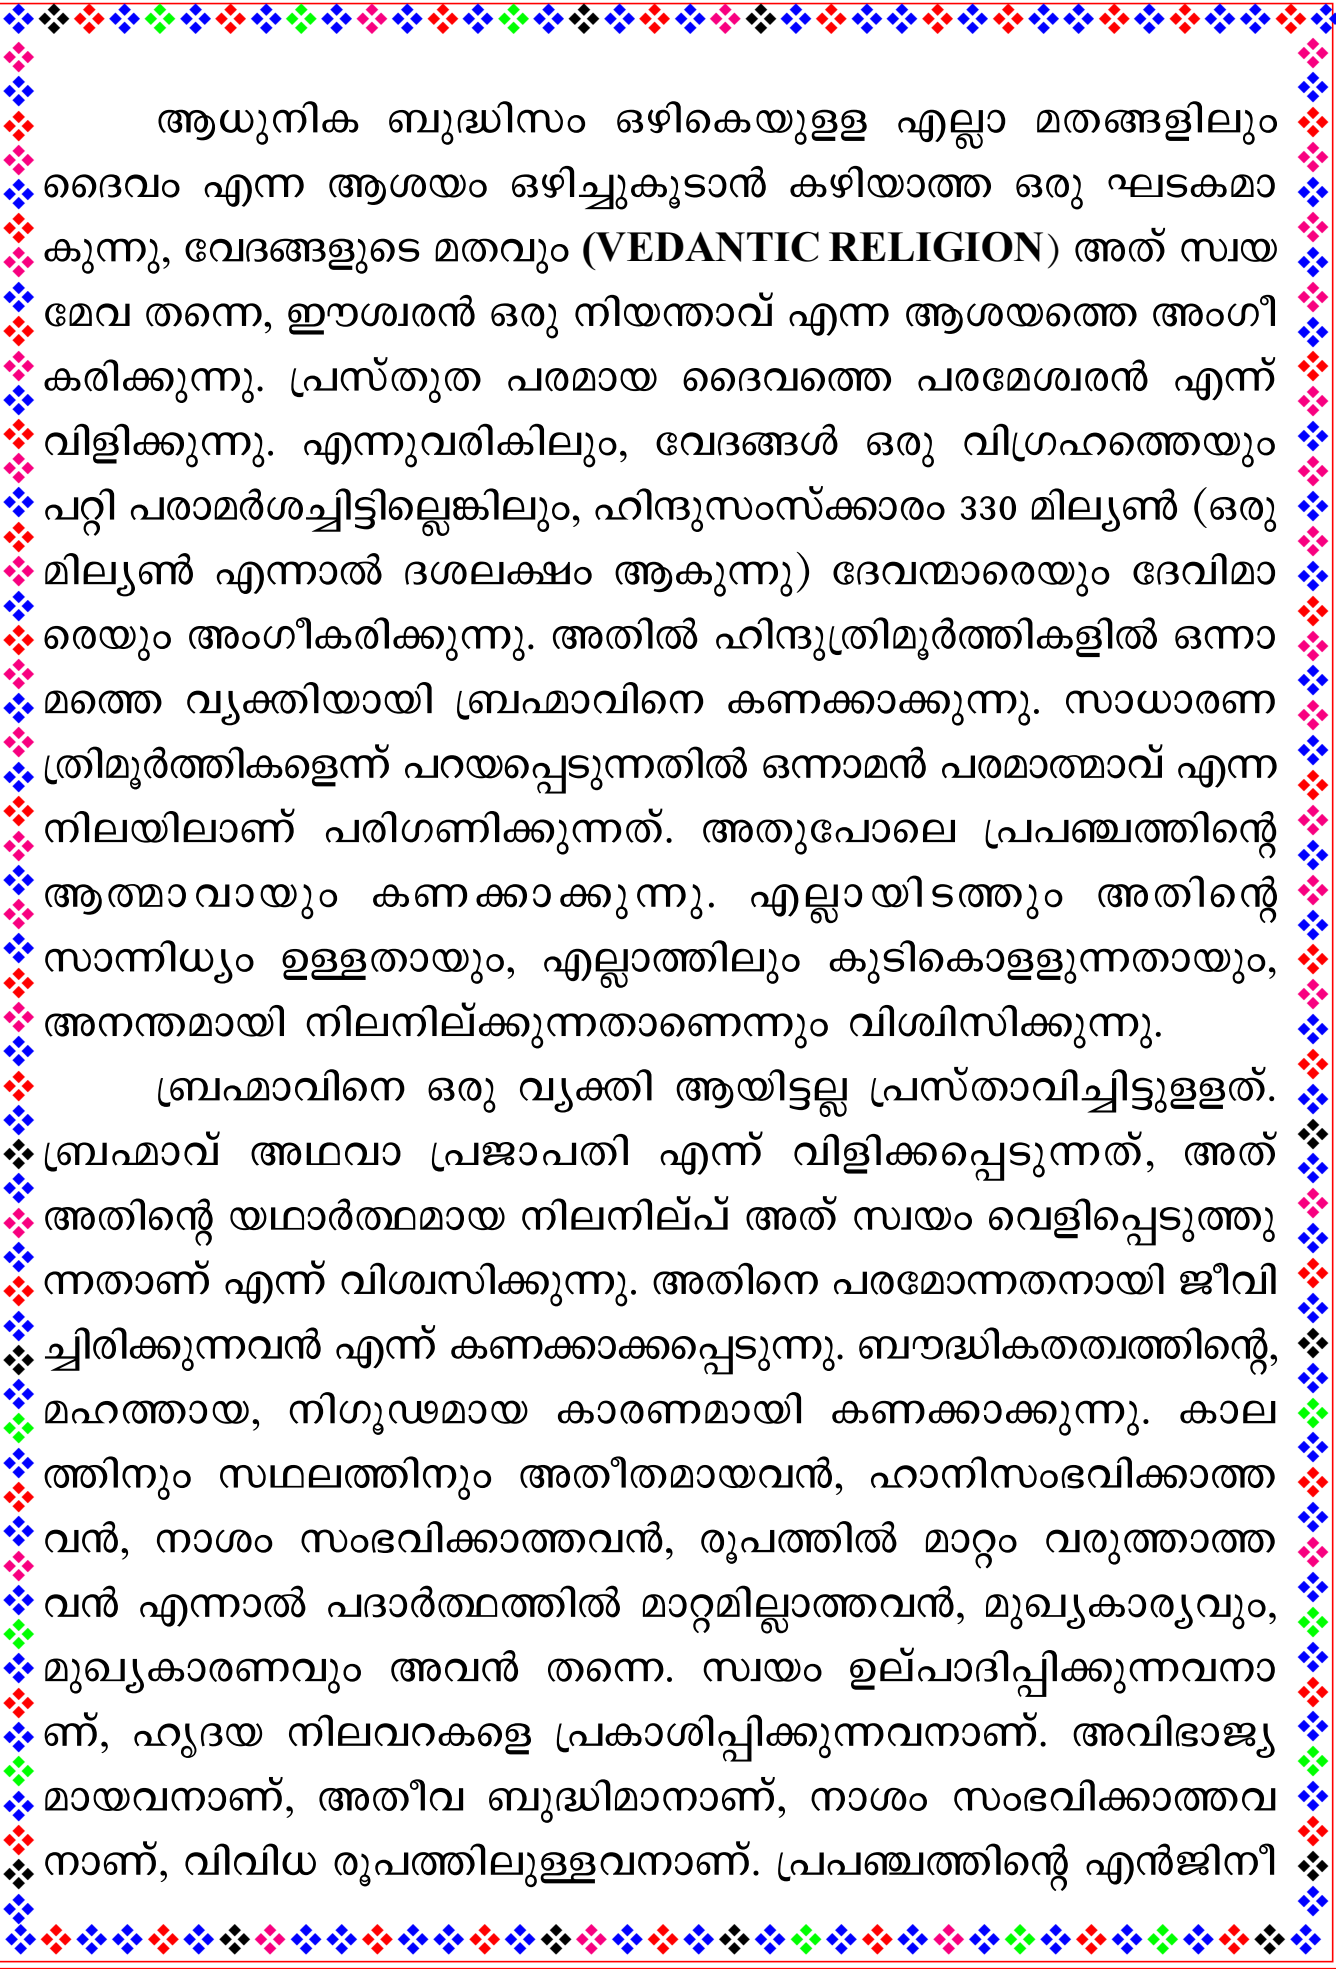 ആധുനിക ബുദ്ധിസം ഒഴികെയുളള എല്ലാ മതങ്ങളിലും
ദൈവം എന്ന ആശയം ഒഴിച്ചുകൂടാൻ കഴിയാത്ത ഒരു ഘടകമാ
കുന്നു, വേദങ്ങളുടെ മതവും (VEDANTIC RELIGION) അത് സ്വയ
മേവ തന്നെ, ഈശ്വരൻ ഒരു നിയന്താവ് എന്ന ആശയത്തെ അംഗീ
കരിക്കുന്നു. പ്രസ്തുത പരമായ ദൈവത്തെ പരമേശ്വരൻ എന്ന്
വിളിക്കുന്നു. എന്നുവരികിലും, വേദങ്ങൾ ഒരു വിഗ്രഹത്തെയും
പറ്റി പരാമർശച്ചിട്ടില്ലെങ്കിലും, ഹിന്ദുസംസ്ക്കാരം 330 മില്യൺ (ഒരു
മില്യൺ എന്നാൽ ദശലക്ഷം ആകുന്നു) ദേവന്മാരെയും ദേവിമാ
രെയും അംഗീകരിക്കുന്നു. അതിൽ ഹിന്ദുത്രിമൂർത്തികളിൽ ഒന്നാ
മത്തെ വ്യക്തിയായി ബ്രഹ്മാവിനെ കണക്കാക്കുന്നു. സാധാരണ
ത്രിമൂർത്തികളെന്ന് പറയപ്പെടുന്നതിൽ ഒന്നാമൻ പരമാത്മാവ് എന്ന
നിലയിലാണ് പരിഗണിക്കുന്നത്. അതുപോലെ പ്രപഞ്ചത്തിന്റെ
ആത്മാവായും കണക്കാക്കുന്നു. എല്ലായിടത്തും അതിന്റെ
സാന്നിധ്യം ഉള്ളതായും, എല്ലാത്തിലും കുടികൊളളുന്നതായും,
അനന്തമായി നിലനില്ക്കുന്നതാണെന്നും വിശ്വിസിക്കുന്നു.
ബ്രഹ്മാവിനെ ഒരു വ്യക്തി ആയിട്ടല്ല പ്രസ്താവിച്ചിട്ടുളളത്.
ബ്രഹ്മാവ് അഥവാ പ്രജാപതി എന്ന് വിളിക്കപ്പെടുന്നത്, അത്
അതിന്റെ യഥാർത്ഥമായ നിലനില്പ് അത് സ്വയം വെളിപ്പെടുത്തു
ന്നതാണ് എന്ന് വിശ്വസിക്കുന്നു. അതിനെ പരമോന്നതനായി ജീവി
ച്ചിരിക്കുന്നവൻ എന്ന് കണക്കാക്കപ്പെടുന്നു. ബൗദ്ധികതത്വത്തിന്റെ,
മഹത്തായ, നിഗൂഢമായ കാരണമായി കണക്കാക്കുന്നു. കാല
ത്തിനും സഥലത്തിനും അതീതമായവൻ, ഹാനിസംഭവിക്കാത്ത
വൻ, നാശം സംഭവിക്കാത്തവൻ, രൂപത്തിൽ മാറ്റം വരുത്താത്ത
വൻ എന്നാൽ പദാർത്ഥത്തിൽ മാറ്റമില്ലാത്തവൻ, മുഖ്യകാര്യവും,
മുഖ്യകാരണവും അവൻ തന്നെ. സ്വയം ഉല്പാദിപ്പിക്കുന്നവനാ
ണ്, ഹൃദയ നിലവറകളെ പ്രകാശിപ്പിക്കുന്നവനാണ്. അവിഭാജ്യ
മായവനാണ്, അതീവ ബുദ്ധിമാനാണ്, നാശം സംഭവിക്കാത്തവ
നാണ്, വിവിധ രൂപത്തിലുള്ളവനാണ്. പ്രപഞ്ചത്തിന്റെ എൻജിനീ